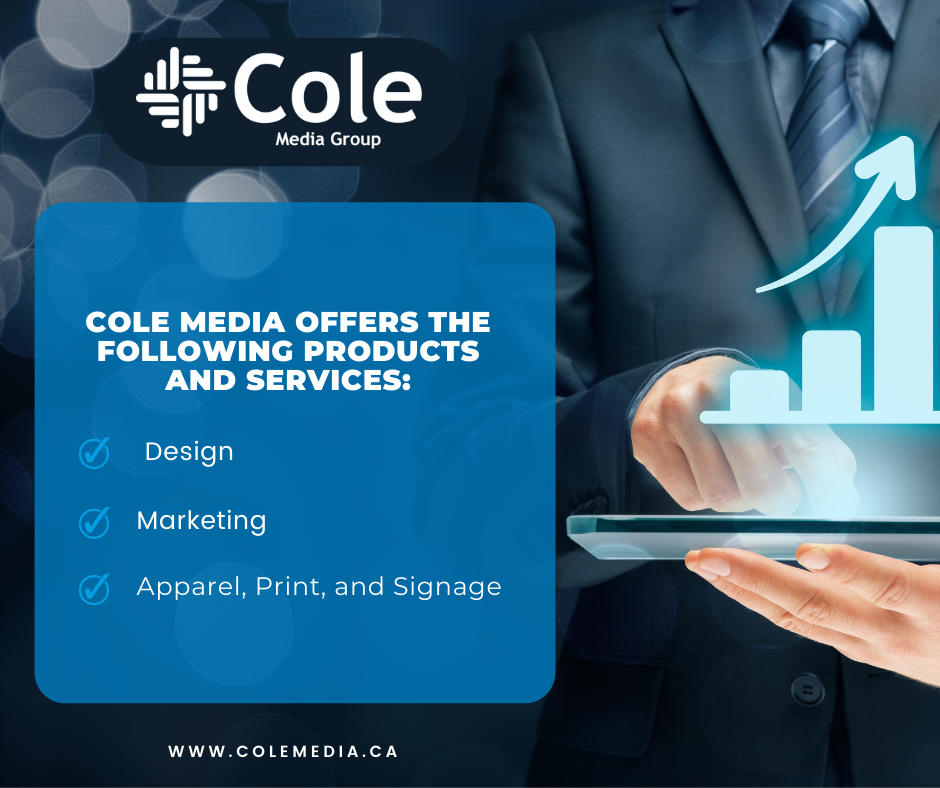 Cole
Media Group
COLE MEDIA OFFERS THE
FOLLOWING PRODUCTS
AND SERVICES:
Design
Marketing
Apparel, Print, and Signage
WWW.COLEMEDIA.CA